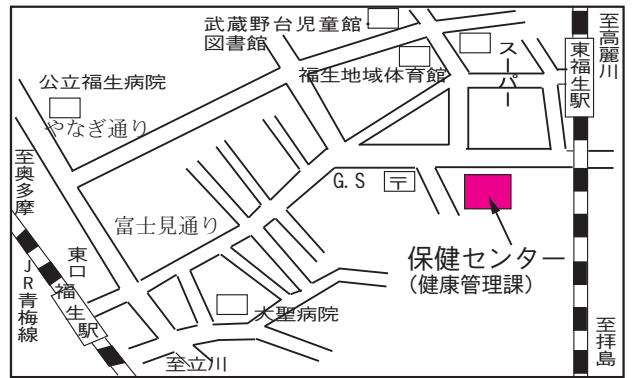 武蔵野台児童館・
図書館
至高麗川
スーパー
東福生駅
福生地域体育館
公立福生病院
やなぎ通り
至奥多摩
G.S
〒
富士見通り
保健センター
(健康管理課)
東口
福生駅
JR青梅線
大聖病院
至立川
至拝島